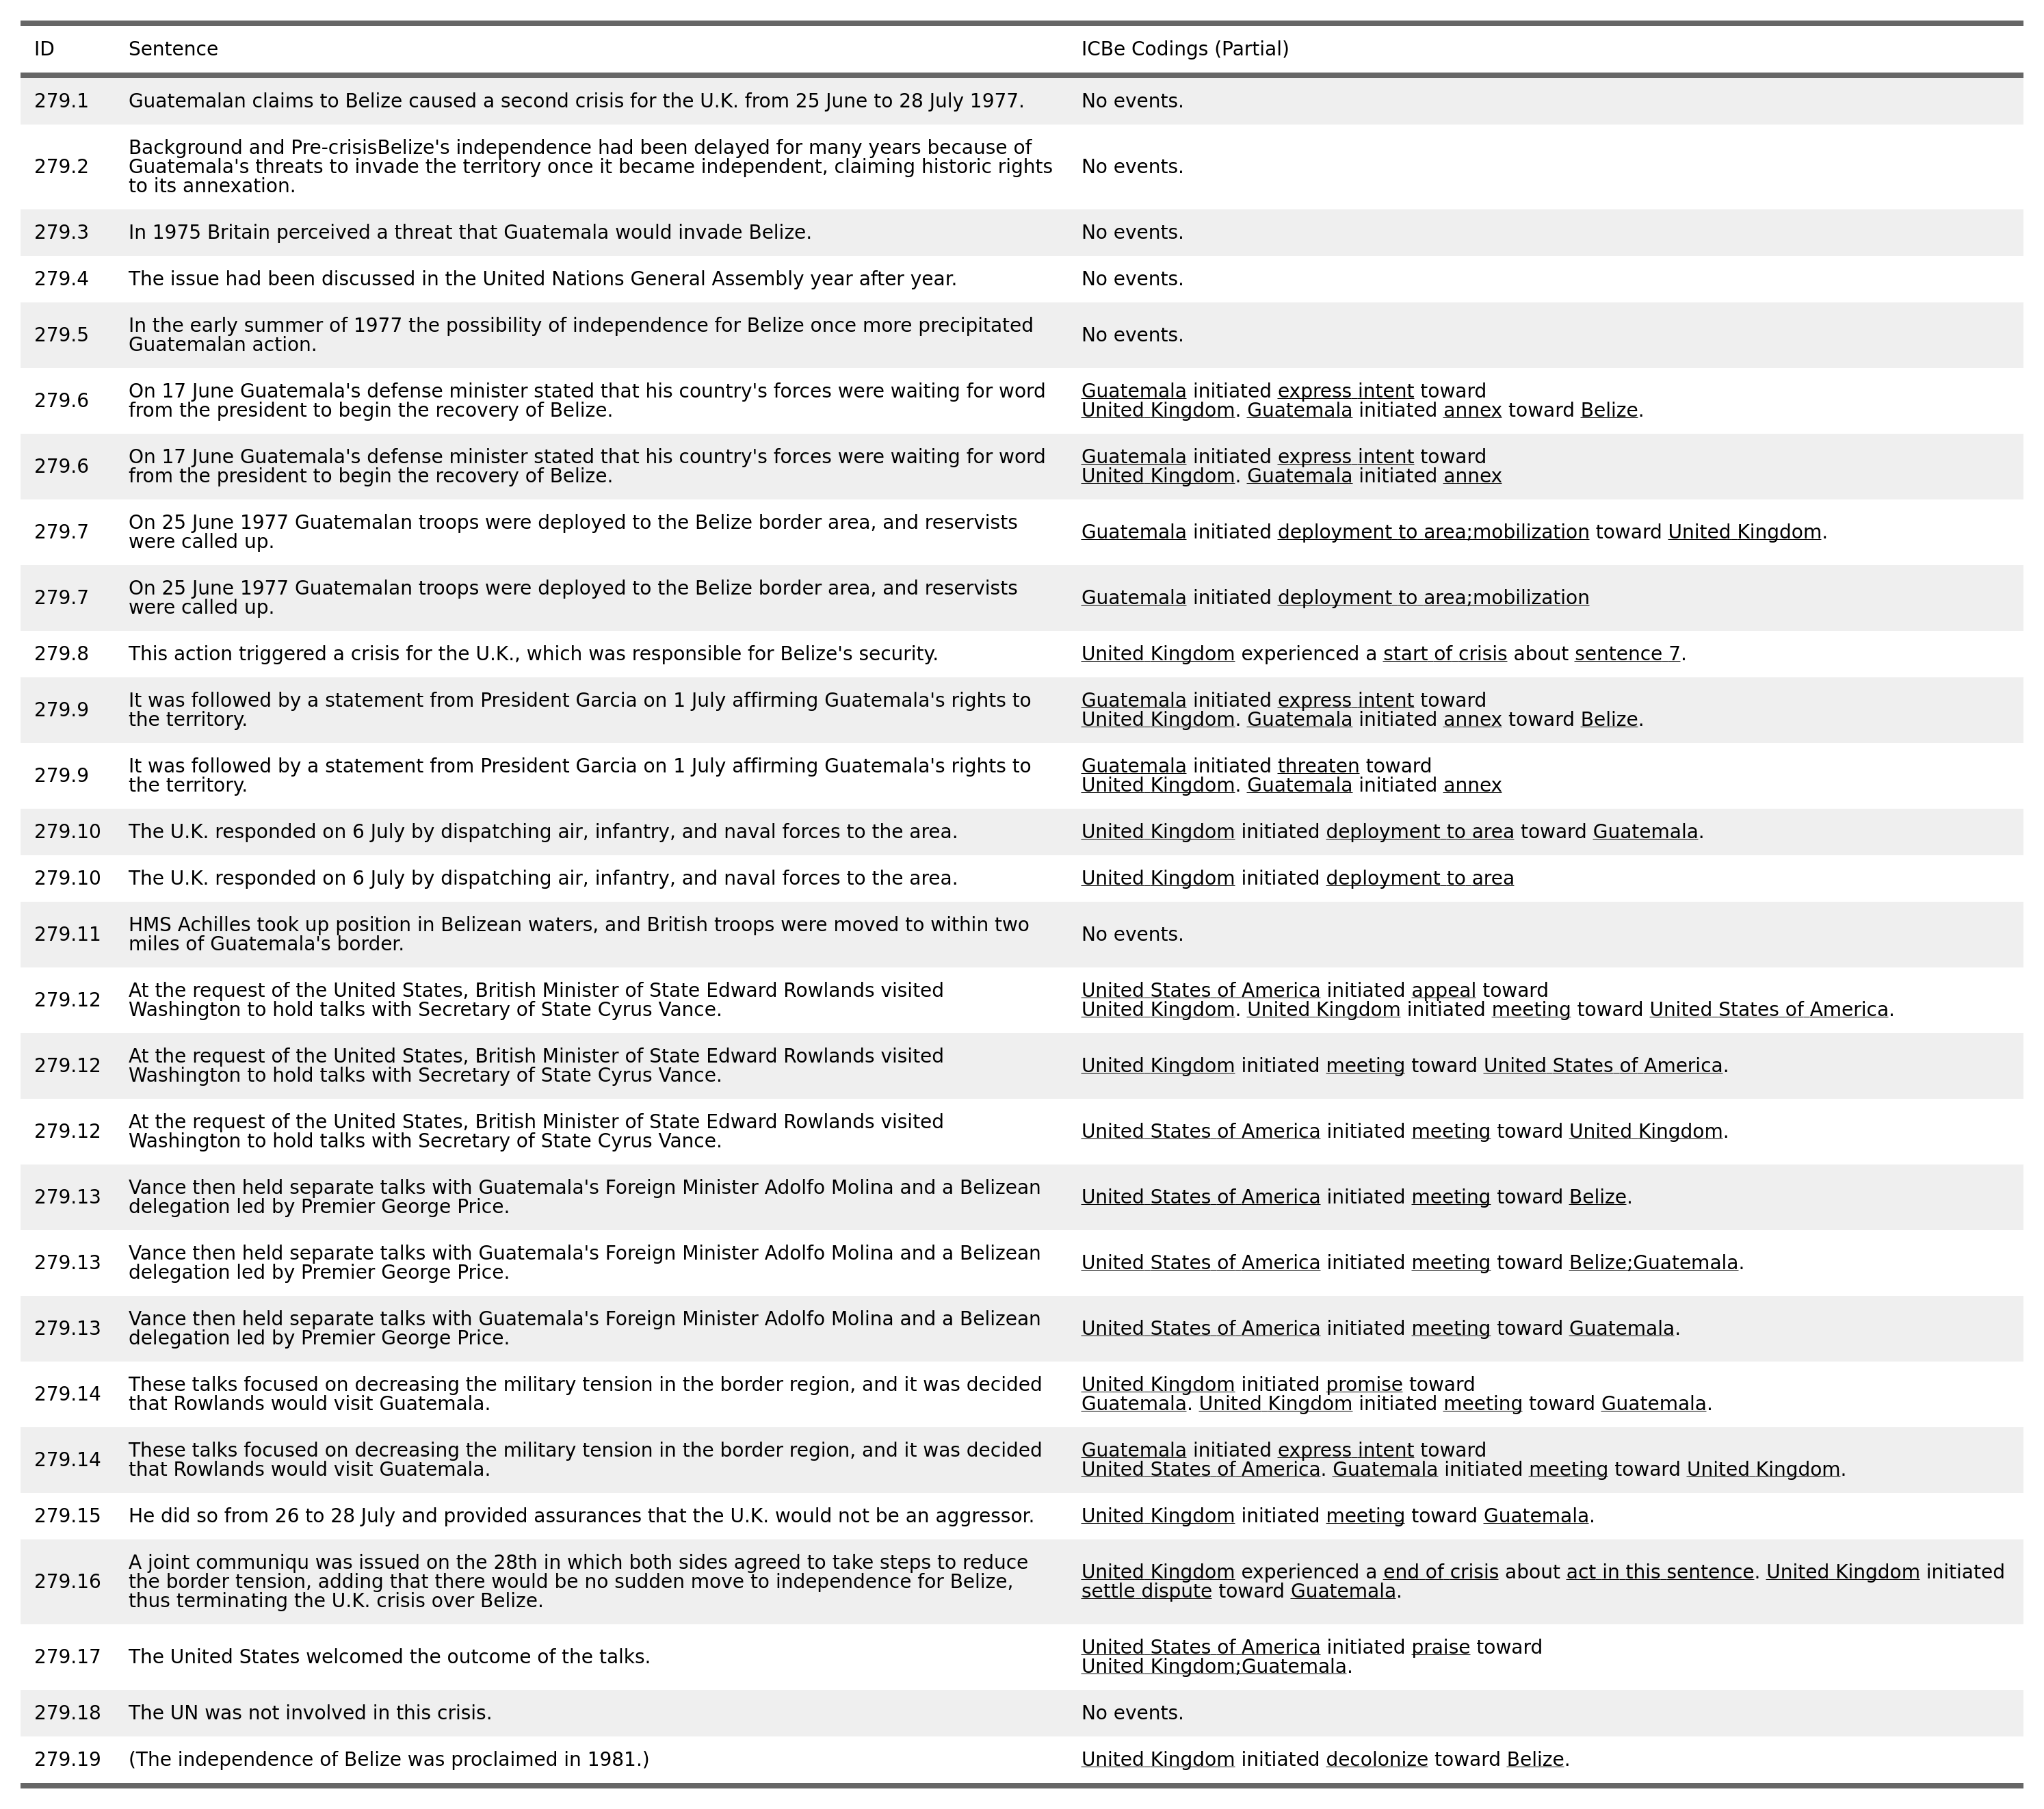 ID Sentence ICBe Codings (Partial)
279.1 Guatemalan claims to Belize caused a second crisis for the U.K. from 25 June to 28 July 1977. No events.
Background and Pre-crisisBelize's independence had been delayed for many years because of
279.2 Guatemala's threats to invade the territory once it became independent, claiming historic rights No events.
to its annexation.
279.3 In 1975 Britain perceived a threat that Guatemala would invade Belize. No events.
279.4 The issue had been discussed in the United Nations General Assembly year after year. No events.
279.5 In the early summer of 1977 the possibility of independence for Belize once more precipitated No events.
Guatemalan action.
279.6 On 17 June Guatemala's defense minister stated that his country's forces were waiting for word Guatemala initiated express intent toward
from the president to begin the recovery of Belize. United Kingdom. Guatemala initiated annex toward Belize.
279.6 On 17 June Guatemala's defense minister stated that his country's forces were waiting for word Guatemala initiated express intent toward
from the president to begin the recovery of Belize. United Kingdom. Guatemala initiated annex
279.7 On 25 June 1977 Guatemalan troops were deployed to the Belize border area, and reservists Guatemala initiated deployment to area;mobilization toward United Kingdom.
were called up.
279.7 On 25 June 1977 Guatemalan troops were deployed to the Belize border area, and reservists Guatemala initiated deployment to area;mobilization
were called up.
279.8 This action triggered a crisis for the U.K., which was responsible for Belize's security. United Kingdom experienced a start of crisis about sentence 7.
279.9 It was followed by a statement from President Garcia on 1 July affirming Guatemala's rights to Guatemala initiated express intent toward
the territory. United Kingdom. Guatemala initiated annex toward Belize.
279.9 It was followed by a statement from President Garcia on 1 July affirming Guatemala's rights to Guatemala initiated threaten toward
the territory. United Kingdom. Guatemala initiated annex
279.10 The U.K. responded on 6 July by dispatching air, infantry, and naval forces to the area. United Kingdom initiated deployment to area toward Guatemala.
279.10 The U.K. responded on 6 July by dispatching air, infantry, and naval forces to the area. United Kingdom initiated deployment to area
279.11 HMS Achilles took up position in Belizean waters, and British troops were moved to within two No events.
miles of Guatemala's border.
279.12 At the request of the United States, British Minister of State Edward Rowlands visited United States of America initiated appeal toward
Washington to hold talks with Secretary of State Cyrus Vance. United Kingdom. United Kingdom initiated meeting toward United States of America.
279.12 At the request of the United States, British Minister of State Edward Rowlands visited United Kingdom initiated meeting toward United States of America.
Washington to hold talks with Secretary of State Cyrus Vance.
279.12 At the request of the United States, British Minister of State Edward Rowlands visited United States of America initiated meeting toward United Kingdom.
Washington to hold talks with Secretary of State Cyrus Vance.
279.13 Vance then held separate talks with Guatemala's Foreign Minister Adolfo Molina and a Belizean United States of America initiated meeting toward Belize.
delegation led by Premier George Price.
279.13 Vance then held separate talks with Guatemala's Foreign Minister Adolfo Molina and a Belizean United States of America initiated meeting toward Belize;Guatemala.
delegation led by Premier George Price.
279.13 Vance then held separate talks with Guatemala's Foreign Minister Adolfo Molina and a Belizean United States of America initiated meeting toward Guatemala.
delegation led by Premier George Price.
279.14 These talks focused on decreasing the military tension in the border region, and it was decided United Kingdom initiated promise toward
that Rowlands would visit Guatemala. Guatemala. United Kingdom initiated meeting toward Guatemala.
279.14 These talks focused on decreasing the military tension in the border region, and it was decided Guatemala initiated express intent toward
that Rowlands would visit Guatemala. United States of America. Guatemala initiated meeting toward United Kingdom.
279.15 He did so from 26 to 28 July and provided assurances that the U.K. would not be an aggressor. United Kingdom initiated meeting toward Guatemala.
A joint communiqu was issued on the 28th in which both sides agreed to take steps to reduce United Kingdom experienced a end of crisis about act in this sentence. United Kingdom initiated
279.16 the border tension, adding that there would be no sudden move to independence for Belize, settle dispute toward Guatemala.
thus terminating the U.K. crisis over Belize.
279.17 The United States welcomed the outcome of the talks. United States of America initiated praise toward
United Kingdom;Guatemala.
279.18 The UN was not involved in this crisis. No events.
279.19 (The independence of Belize was proclaimed in 1981.) United Kingdom initiated decolonize toward Belize.